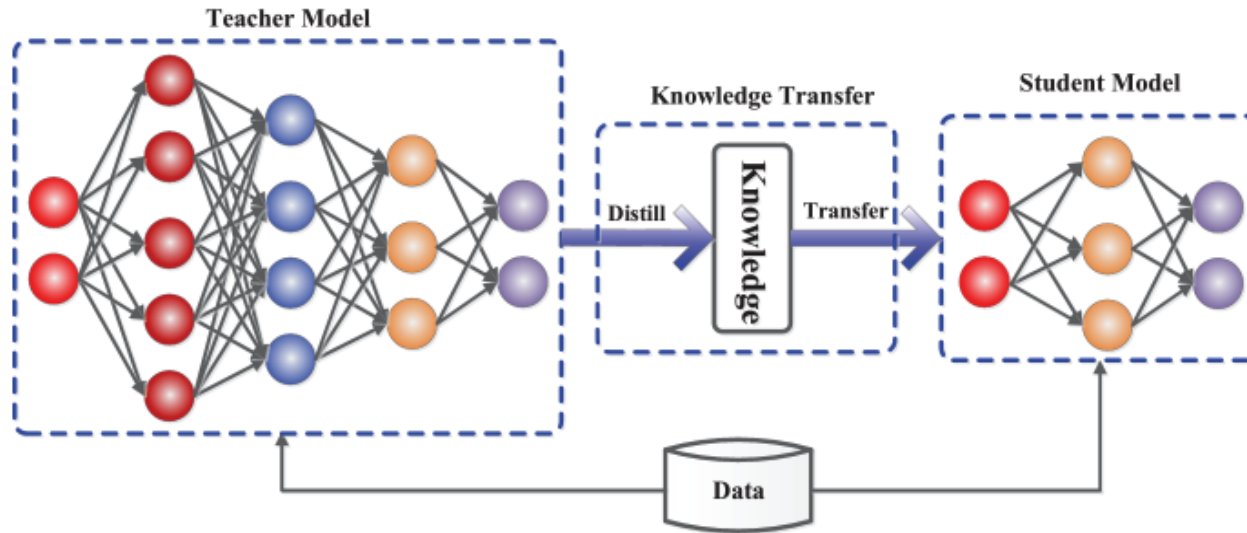 Teacher Model
Knowledge Transfer
Student Model
Distill
Knowledge
Transfer
Data